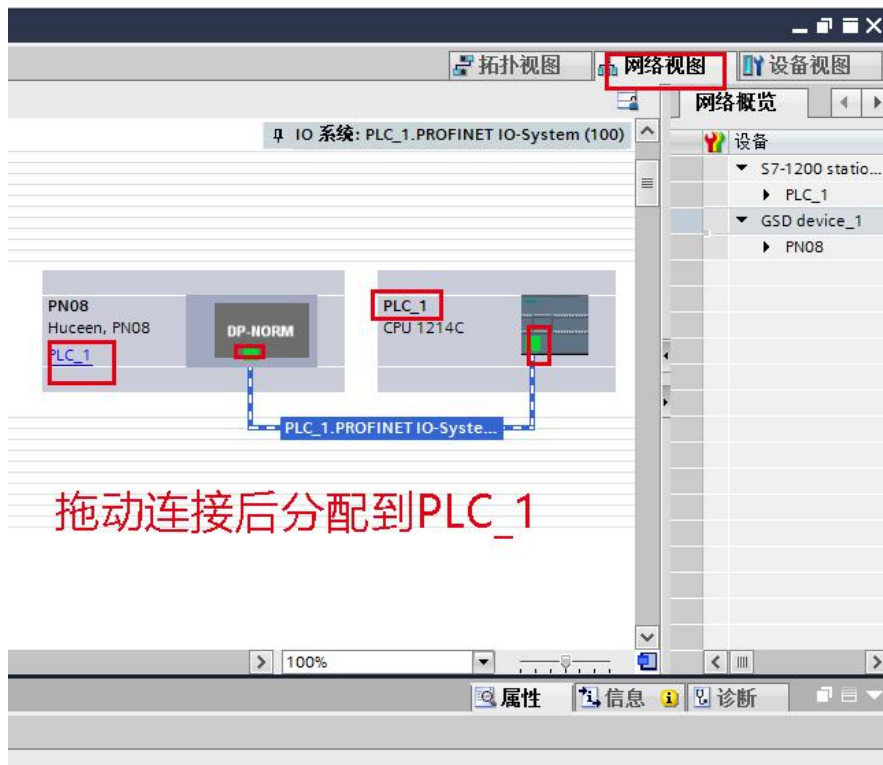 拓扑视图
网络视图
设备视图
网络概览
IO 系统: PLC_1.PROFINET IO-System (100)
设备
S7-1200 statio...
PLC_1
GSD device_1
PN08
PN08
Huceen, PN08
PLC_1
DP-NORM
PLC_1
CPU 1214C
PLC_1.PROFINET IO-Syste...
拖动连接后分配到PLC_1
100%
属性
信息
诊断